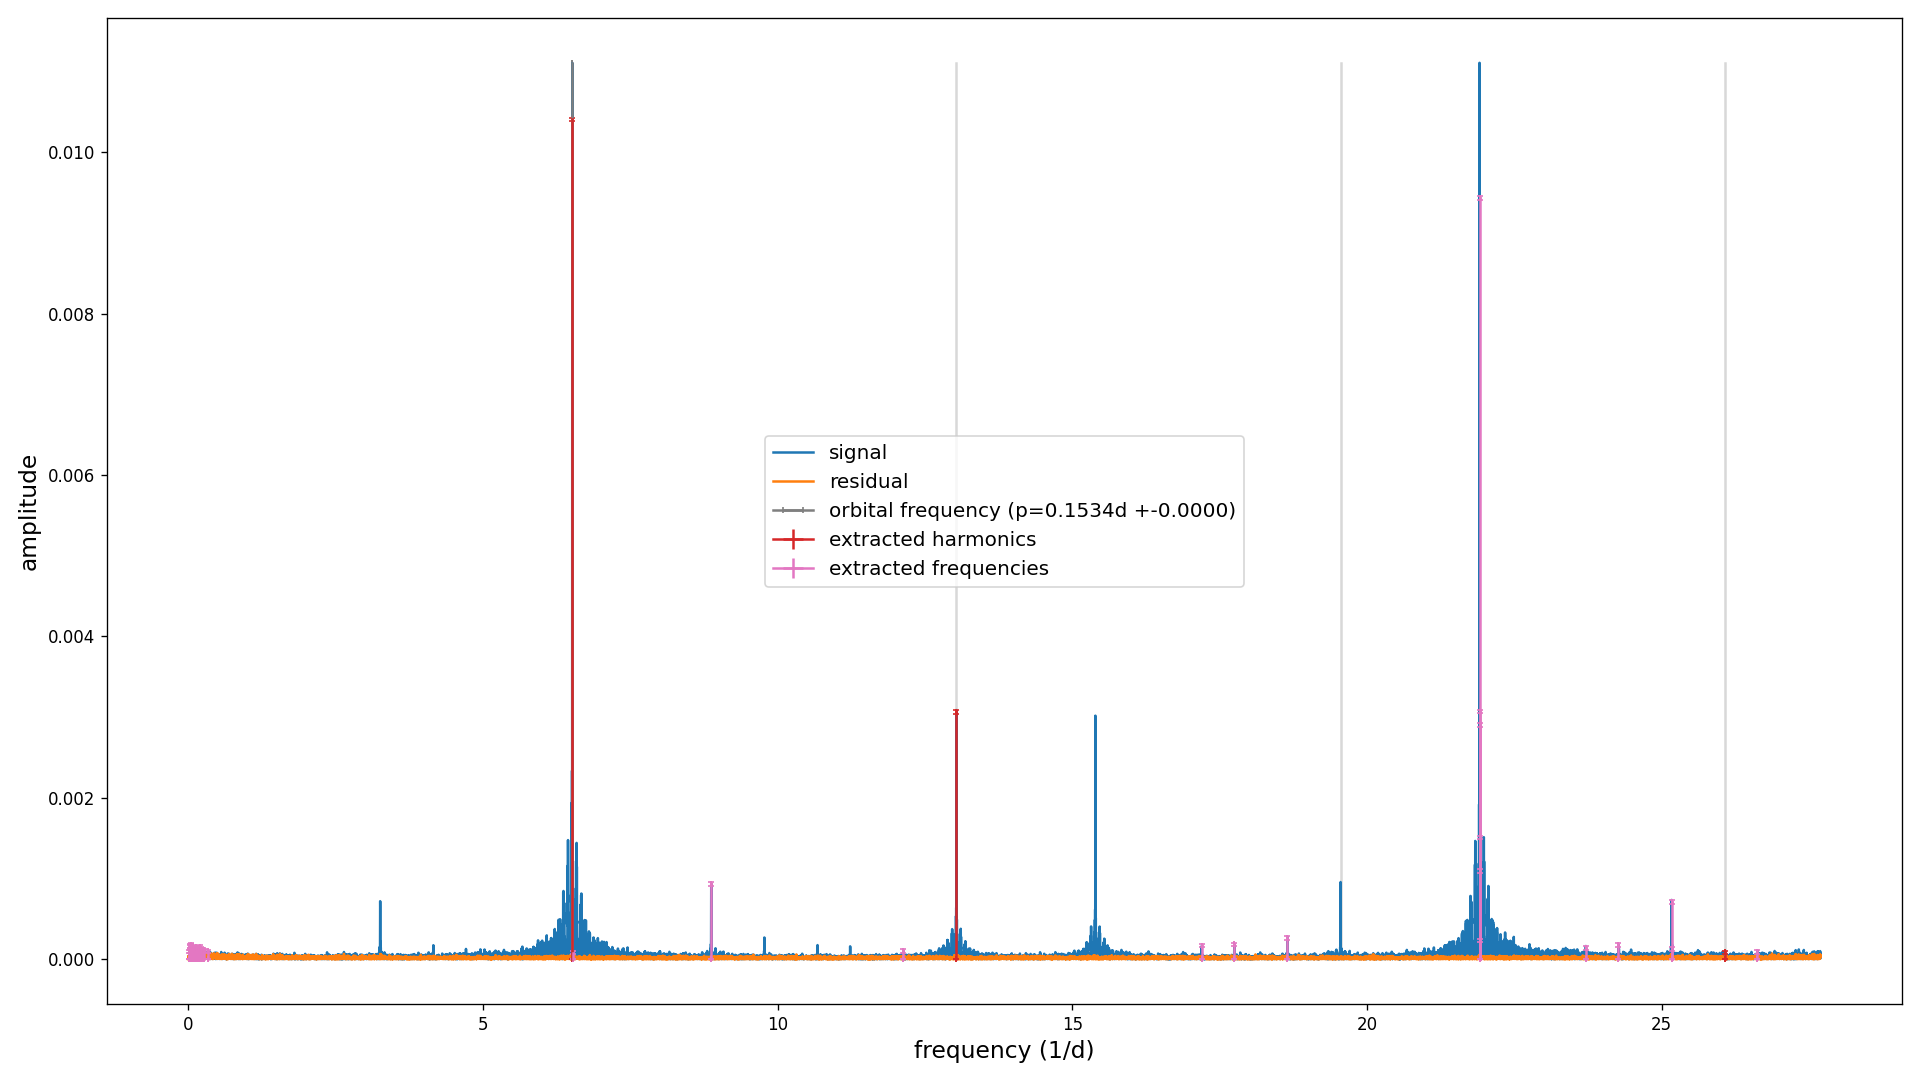 0.010
0.008
0.006
0.004
0.002
0.000
amplitude
signal
residual
orbital frequency (p=0.1534d +-0.0000)
extracted harmonics
extracted frequencies
0 5 10 15 20 25
frequency (1/d)